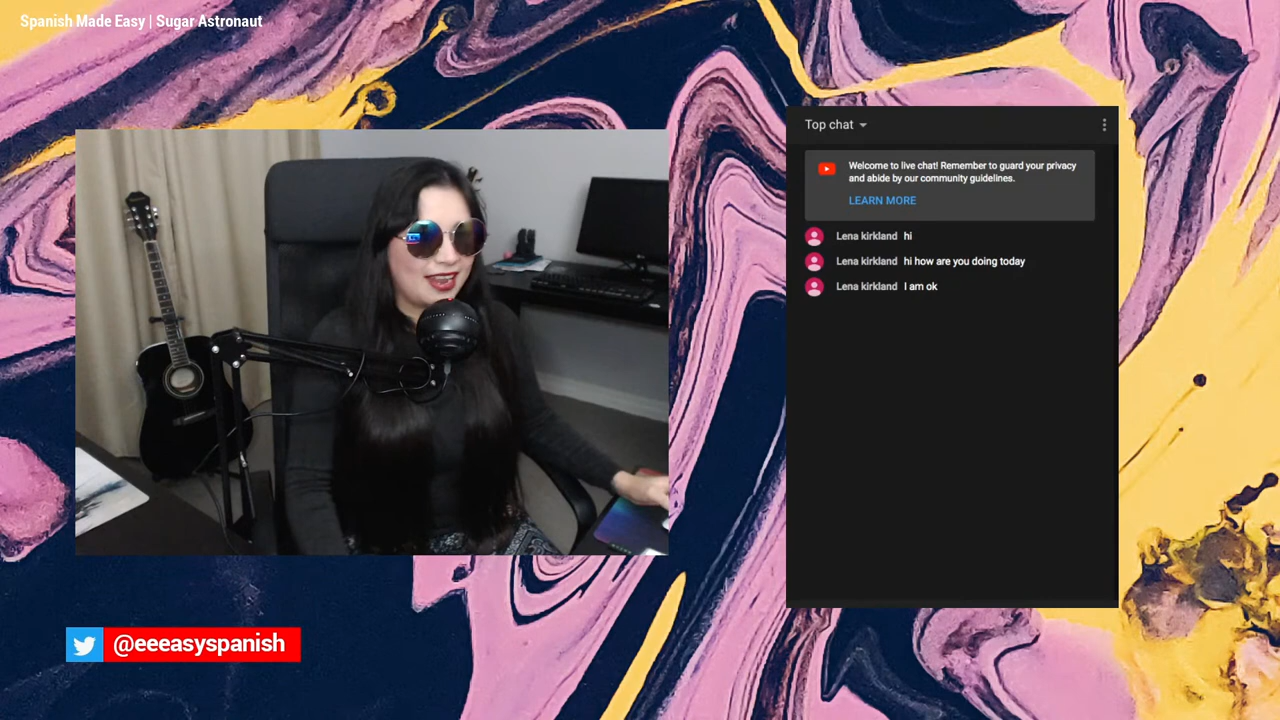 Spanish Made Easy | Sugar Astronaut
Top chat
Welcome to live chat! Remember to guard your privacy
and abide by our community guidelines.
LEARN MORE
Lena kirkland hi
Lena kirkland hi how are you doing today
Lena kirkland I am ok
@eeeasyspanish